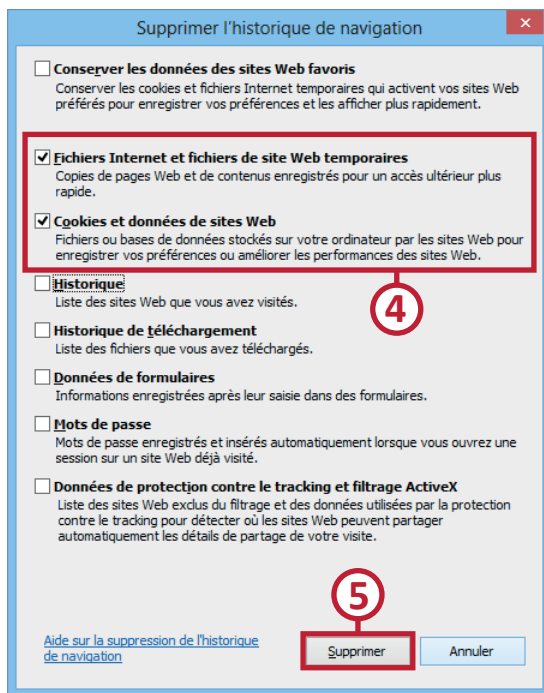 Supprimer l'historique de navigation
×
Conserver les données des sites Web favoris
Conserver les cookies et fichiers Internet temporaires qui activent vos sites Web
préférés pour enregistrer vos préférences et les afficher plus rapidement.
Fichiers Internet et fichiers de site Web temporaires
Copies de pages Web et de contenus enregistrés pour un accès ultérieur plus
rapide.
Cookies et données de sites Web
Fichiers ou bases de données stockés sur votre ordinateur par les sites Web pour
enregistrer vos préférences ou améliorer les performances des sites Web.
Historique
Liste des sites Web que vous avez visités.
4
Historique de téléchargement
Liste des fichiers que vous avez téléchargés.
Données de formulaires
Informations enregistrées après leur saisie dans des formulaires.
Mots de passe
Mots de passe enregistrés et insérés automatiquement lorsque vous ouvrez une
session sur un site Web déjà visité.
Données de protection contre le tracking et filtrage ActiveX
Liste des sites Web exclus du filtrage et des données utilisées par la protection
contre le tracking pour détecter où les sites Web peuvent partager
automatiquement les détails de partage de votre visite.
5
Aide sur la suppression de l'historique
de navigation
Supprimer
Annuler